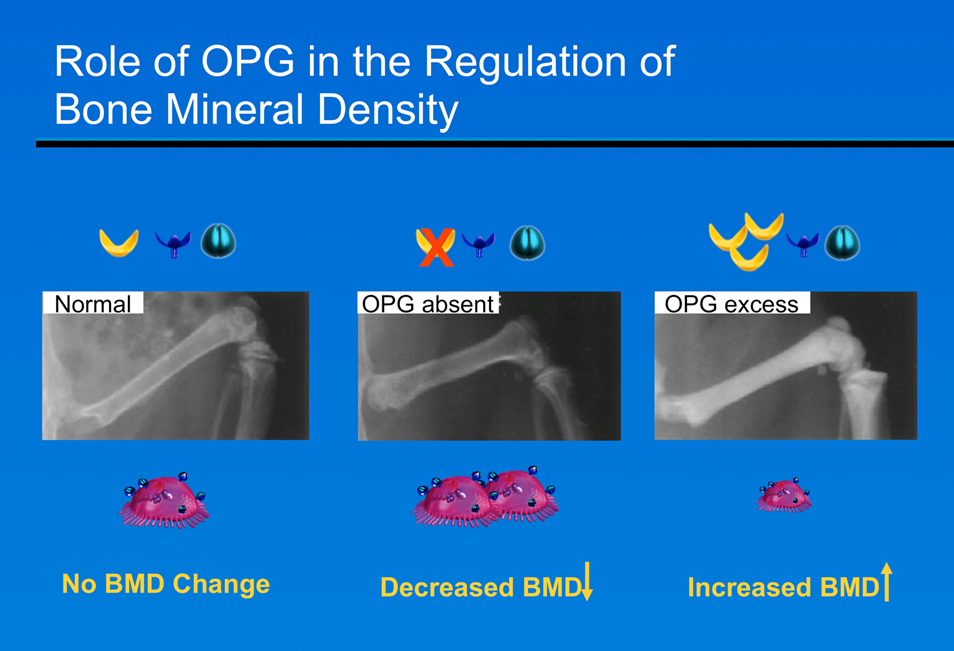 Role of OPG in the Regulation of
Bone Mineral Density
X
Normal
OPG absent
OPG excess
No BMD Change
Decreased BMD↓
Increased BMD↑